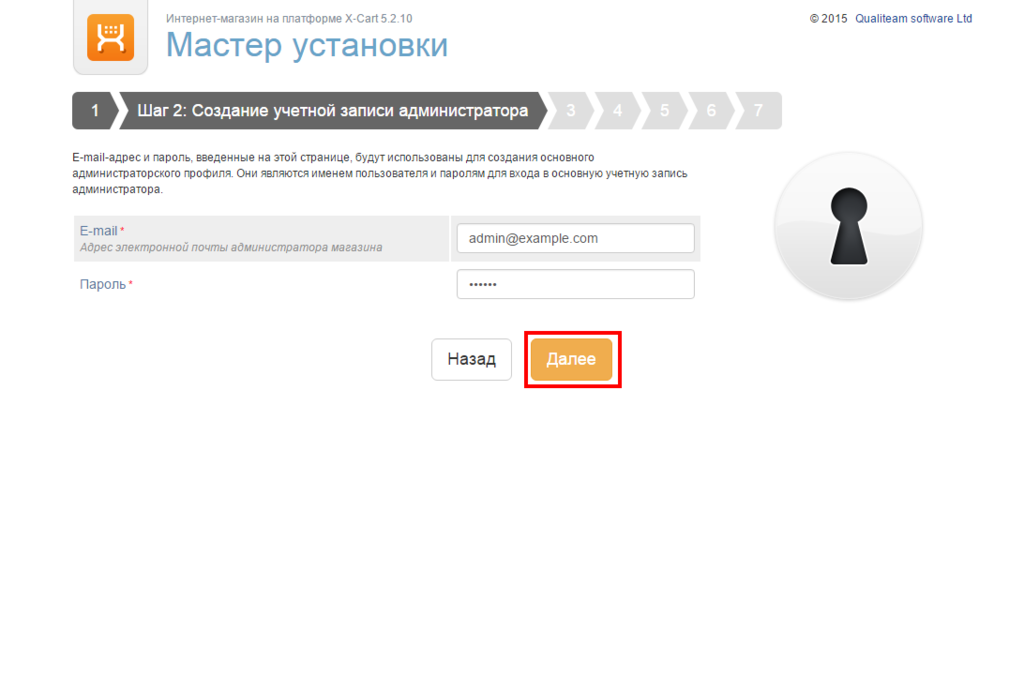 Интернет-магазин на платформе X-Cart 5.2.10
© 2015 Qualiteam software Ltd
Мастер установки
1 Шаг 2: Создание учетной записи администратора 3 4 5 6 7
E-mail-адрес и пароль, введенные на этой странице, будут использованы для создания основного
администраторского профиля. Они являются именем пользователя и паролям для входа в основную учетную запись
администратора.
E-mail *
admin@example.com
Адрес электронной почты администратора магазина
Пароль *
••••••
Назад Далее